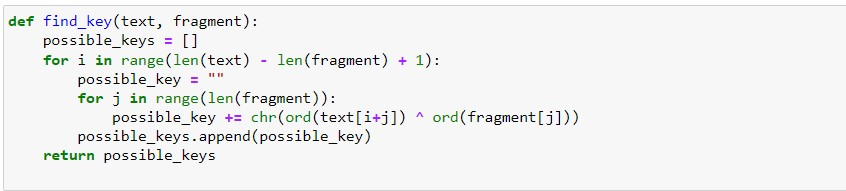 def find_key(text, fragment):
    possible_keys = []
    for i in range(len(text) - len(fragment) + 1):
        possible_key = ""
        for j in range(len(fragment)):
            possible_key += chr(ord(text[i+j]) ^ ord(fragment[j]))
        possible_keys.append(possible_key)
    return possible_keys